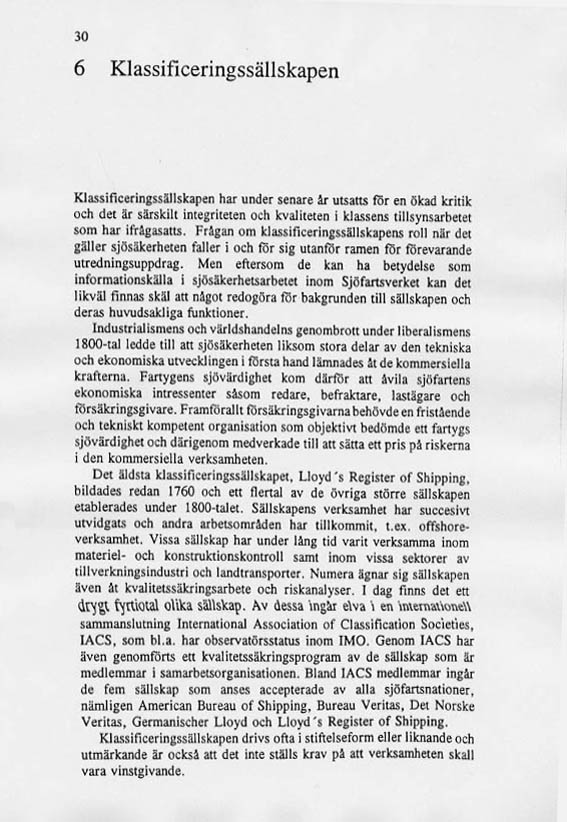 30
6 Klassificeringssällskapen
Klassificeringssällskapen har under senare år utsatts för en ökad kritik
och det är särskilt integriteten och kvaliteten i klassens tillsynsarbetet
som har ifrågasatts. Frågan om klassificeringssällskapens roll när det
gäller sjösäkerheten faller i och för sig utanför ramen för förevarande
utredningsuppdrag. Men eftersom de kan ha betydelse som
informationskälla i sjösäkerhetsarbetet inom Sjöfartsverket kan det
likväl finnas skäl att något redogöra för bakgrunden till sällskapen och
deras huvudsakliga funktioner.
Industrialismens och världshandelns genombrott under liberalismens
1800-tal ledde till att sjösäkerheten liksom stora delar av den tekniska
och ekonomiska utvecklingen i första hand lämnades åt de kommersiella
krafterna. Fartygens sjövärdighet kom därför att åvila sjöfartens
ekonomiska intressenter såsom redare, befraktare, lastägare och
försäkringsgivare. Framförallt försäkringsgivarna behövde en fristående
och tekniskt kompetent organisation som objektivt bedömde ett fartygs
sjövärdighet och därigenom medverkade till att sätta ett pris på riskerna
i den kommersiella verksamheten.
Det äldsta klassificeringssällskapet, Lloyd´s Register of Shipping,
bildades redan 1760 och ett flertal av de övriga större sällskapen
etablerades under 1800-talet. Sällskapens verksamhet har succesivt
utvidgats och andra arbetsområden har tillkommit, t.ex. offshore-
verksamhet. Vissa sällskap har under lång tid varit verksamma inom
materiel- och konstruktionskontroll samt inom vissa sektorer av
tillverkningsindustri och landtransporter. Numera ägnar sig sällskapen
även åt kvalitetssäkringsarbete och riskanalyser. I dag finns det ett
drygt fyrtiotal olika sällskap. Av dessa ingår elva i en internationell
sammanslutning International Association of Classification Societies,
IACS, som bl.a. har observatörsstatus inom IMO. Genom IACS har
även genomförts ett kvalitetssäkringsprogram av de sällskap som är
medlemmar i samarbetsorganisationen. Bland IACS medlemmar ingår
de fem sällskap som anses accepterade av alla sjöfartsnationer,
nämligen American Bureau of Shipping, Bureau Veritas, Det Norske
Veritas, Germanischer Lloyd och Lloyd´s Register of Shipping.
Klassificeringssällskapen drivs ofta i stiftelseform eller liknande och
utmärkande är också att det inte ställs krav på att verksamheten skall
vara vinstgivande.